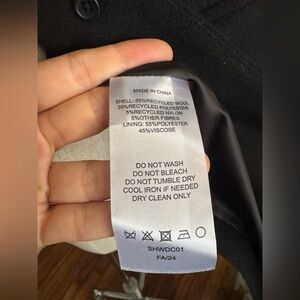 MADE IN CHINA
SHELL: 55%RECYCLED WOOL
35%RECYCLED POLYESTER
5%RECYCLED NYLON
5%OTHER FIBRES
LINING: 55%POLYESTER
45%VISCOSE
DO NOT WASH
DO NOT BLEACH
DO NOT TUMBLE DRY
COOL IRON IF NEEDED
DRY CLEAN ONLY
SHWDC01
FA/24